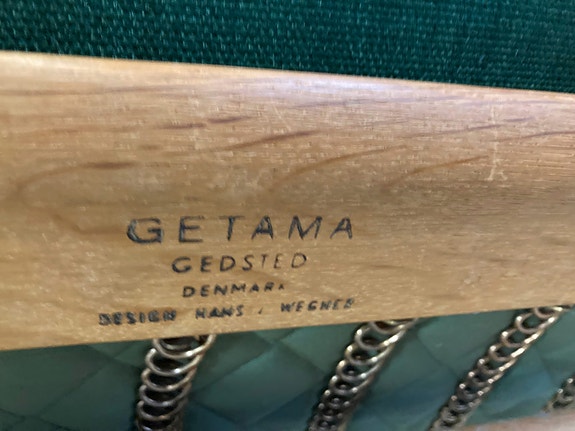 GETAMA
GEDSTED
DENMARK
DESIGN HANS J WEGNER